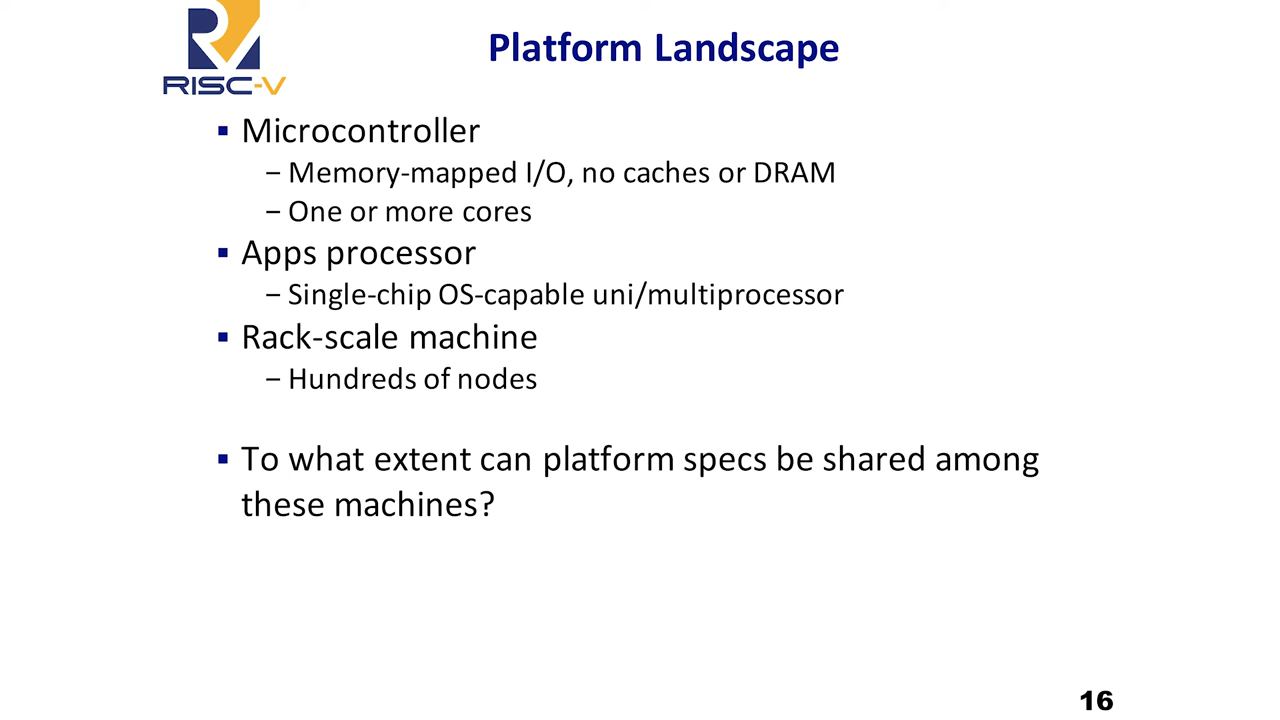 RISC-V
Platform Landscape
▪ Microcontroller
– Memory-mapped I/O, no caches or DRAM
– One or more cores
▪ Apps processor
– Single-chip OS-capable uni/multiprocessor
▪ Rack-scale machine
– Hundreds of nodes
▪ To what extent can platform specs be shared among
these machines?
16